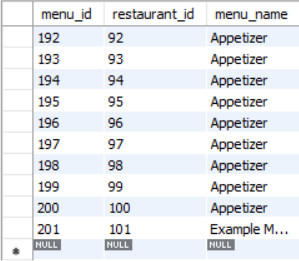 menu_id restaurant_id menu_name
192 92 Appetizer
193 93 Appetizer
194 94 Appetizer
195 95 Appetizer
196 96 Appetizer
197 97 Appetizer
198 98 Appetizer
199 99 Appetizer
200 100 Appetizer
201 101 Example M...
NULL NULL NULL